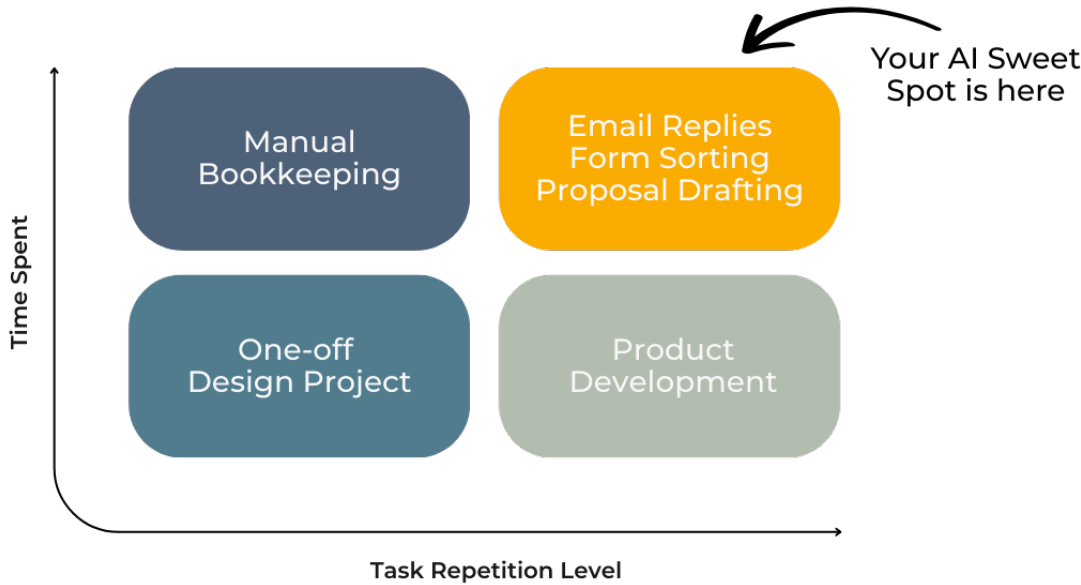 Your AI Sweet
Spot is here
Manual
Bookkeeping
Email Replies
Form Sorting
Proposal Drafting
One-off
Design Project
Product
Development
Time Spent
Task Repetition Level